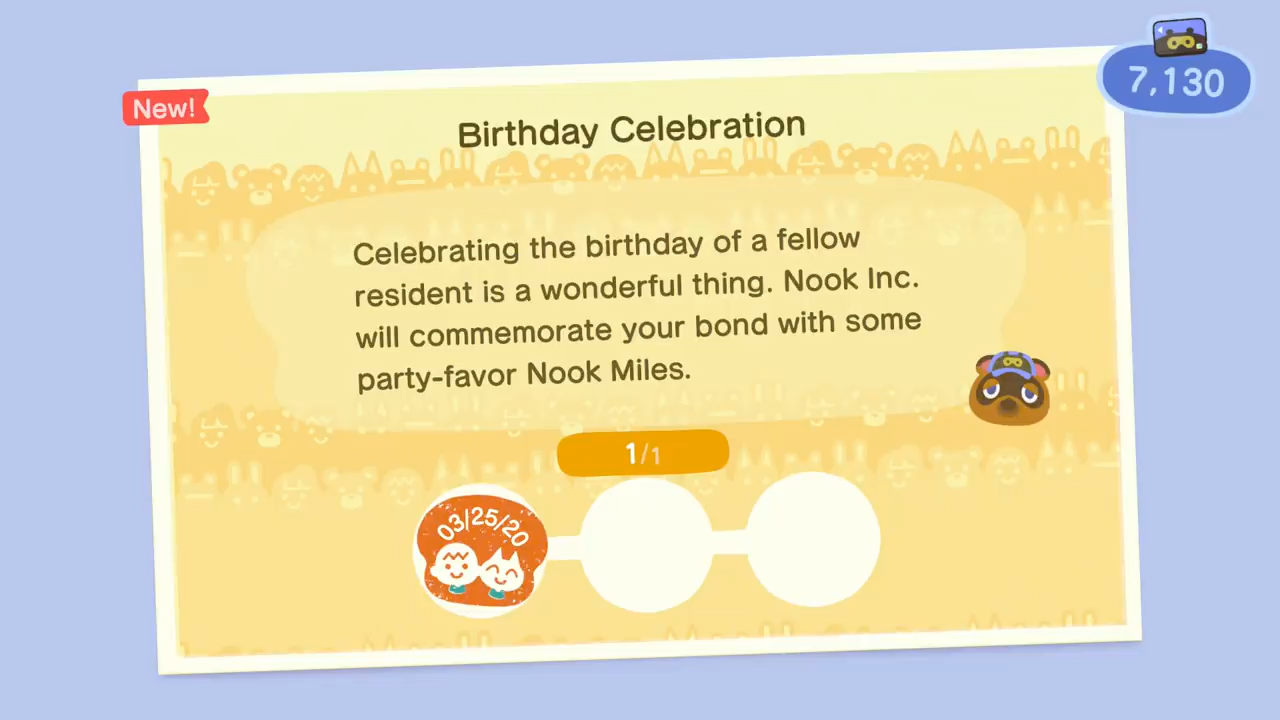 7,130
New!
Birthday Celebration
Celebrating the birthday of a fellow
resident is a wonderful thing. Nook Inc.
will commemorate your bond with some
party-favor Nook Miles.
1/1
03/25/20